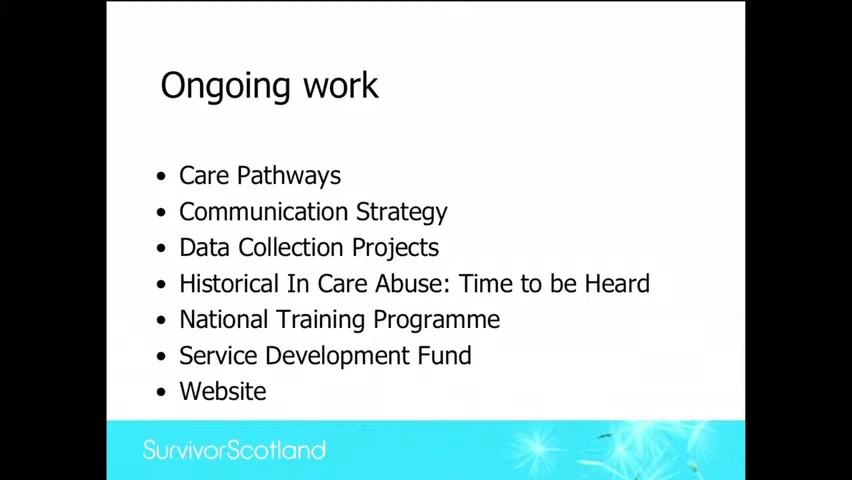 Ongoing work
• Care Pathways
• Communication Strategy
• Data Collection Projects
• Historical In Care Abuse: Time to be Heard
• National Training Programme
• Service Development Fund
• Website
SurvivorScotland